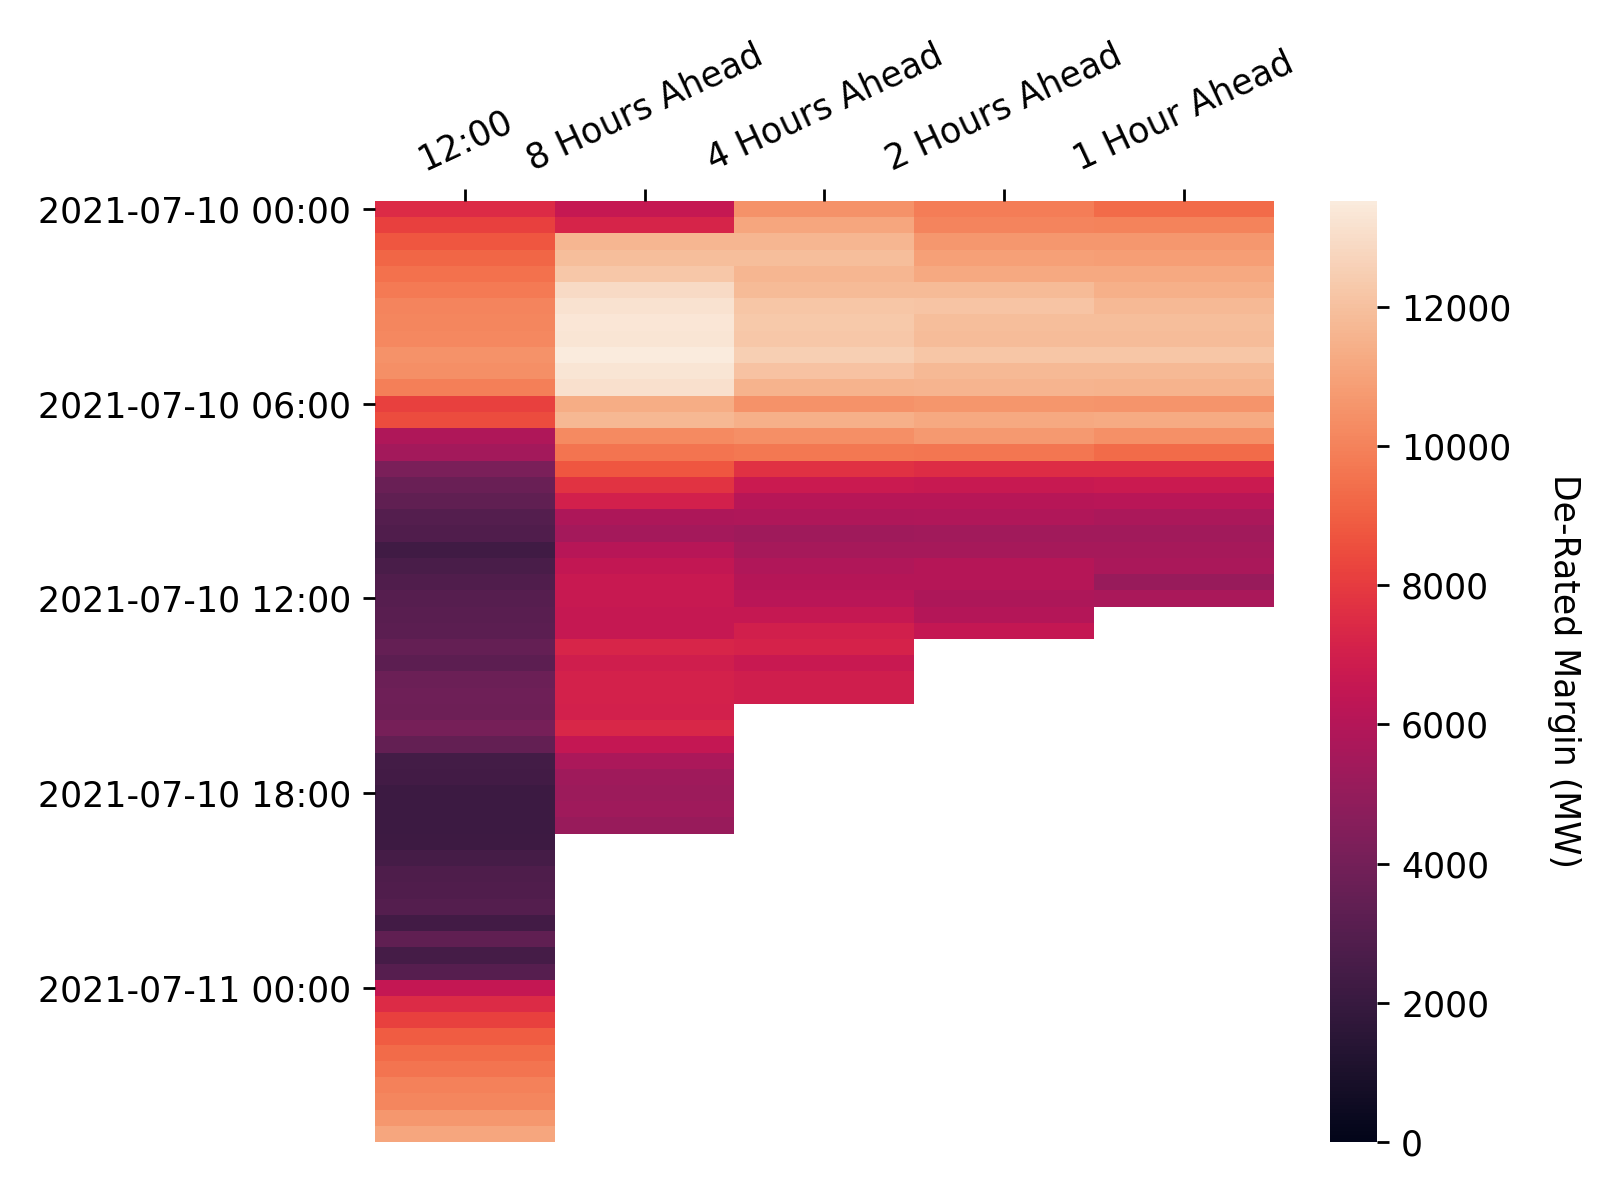 12:00
8 Hours Ahead
4 Hours Ahead
2 Hours Ahead
1 Hour Ahead
2021-07-10 00:00
2021-07-10 06:00
2021-07-10 12:00
2021-07-10 18:00
2021-07-11 00:00
12000
10000
8000
6000
4000
2000
0
De-Rated Margin (MW)